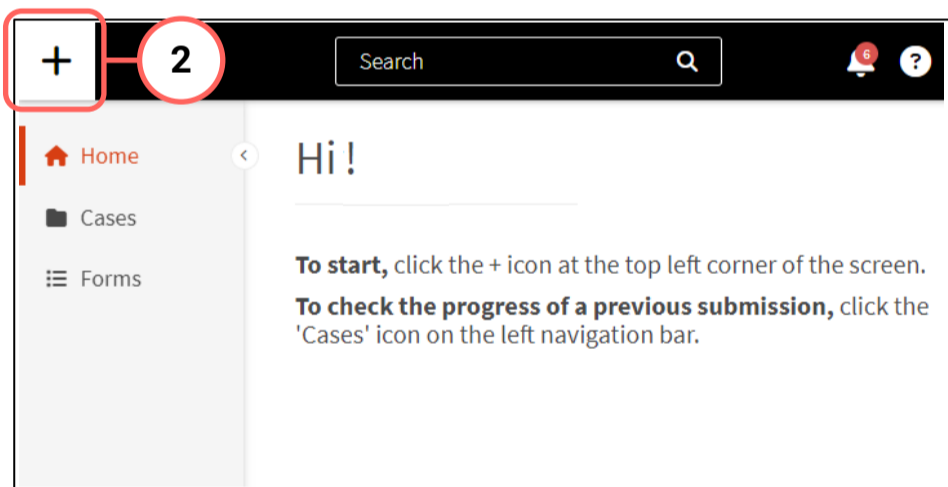 +
2
Search
6
?
Home
Hi !
Cases
Forms
To start, click the + icon at the top left corner of the screen.
To check the progress of a previous submission, click the
'Cases' icon on the left navigation bar.